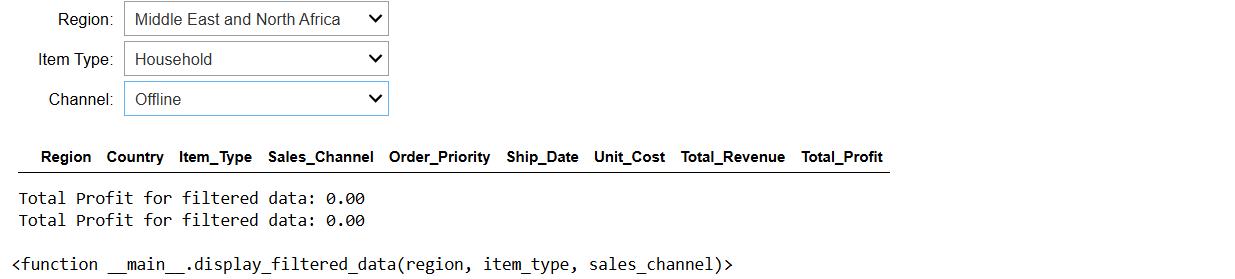 Region: Middle East and North Africa
Item Type: Household
Channel: Offline
Region Country Item_Type Sales_Channel Order_Priority Ship_Date Unit_Cost Total_Revenue Total_Profit
Total Profit for filtered data: 0.00
Total Profit for filtered data: 0.00
<function __main__.display_filtered_data(region, item_type, sales_channel)>